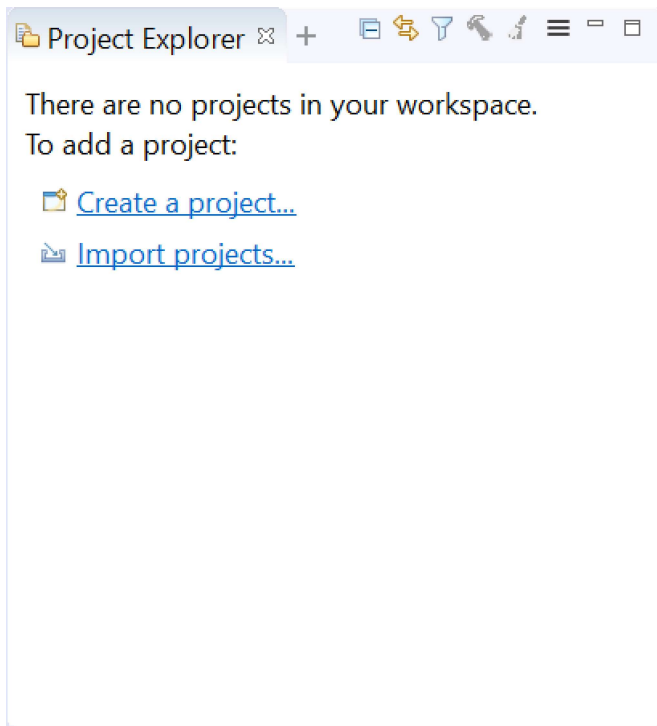 Project Explorer
There are no projects in your workspace.
To add a project:
Create a project...
Import projects...